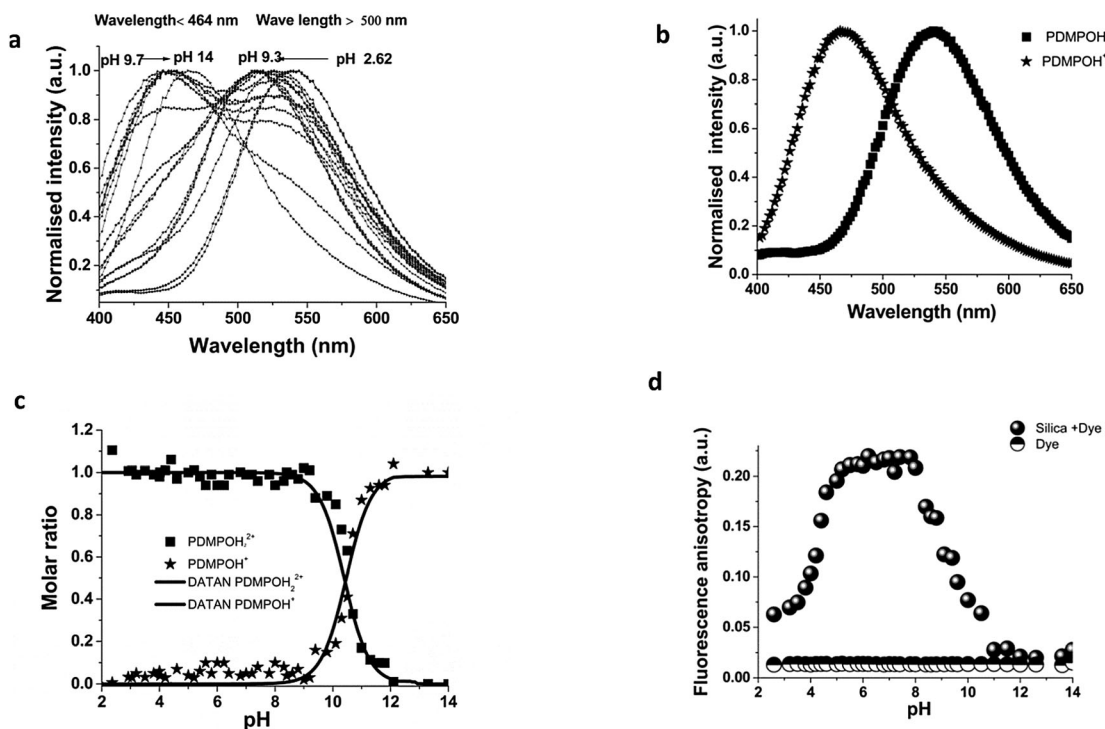 Wavelength< 464 nm Wave length > 500 nm
a
pH 9.7 pH 14 pH 9.3 pH 2.62
Normalised intensity (a.u.)
1.0
0.8
0.6
0.4
0.2
400 450 500 550 600 650
Wavelength (nm)
b
PDMPOH
PDMPOH⁺
Normalised intensity (a.u.)
1.0
0.8
0.6
0.4
0.2
0.0
400 450 500 550 600 650
Wavelength (nm)
c
Molar ratio
1.2
1.0
0.8
0.6
0.4
0.2
0.0
PDMPOH₂²⁺
PDMPOH⁺
DATAN PDMPOH₂²⁺
DATAN PDMPOH⁺
2 4 6 8 10 12 14
pH
d
Silica +Dye
Dye
Fluorescence anisotropy (a.u.)
0.20
0.15
0.10
0.05
0.00
2 4 6 8 10 12 14
pH